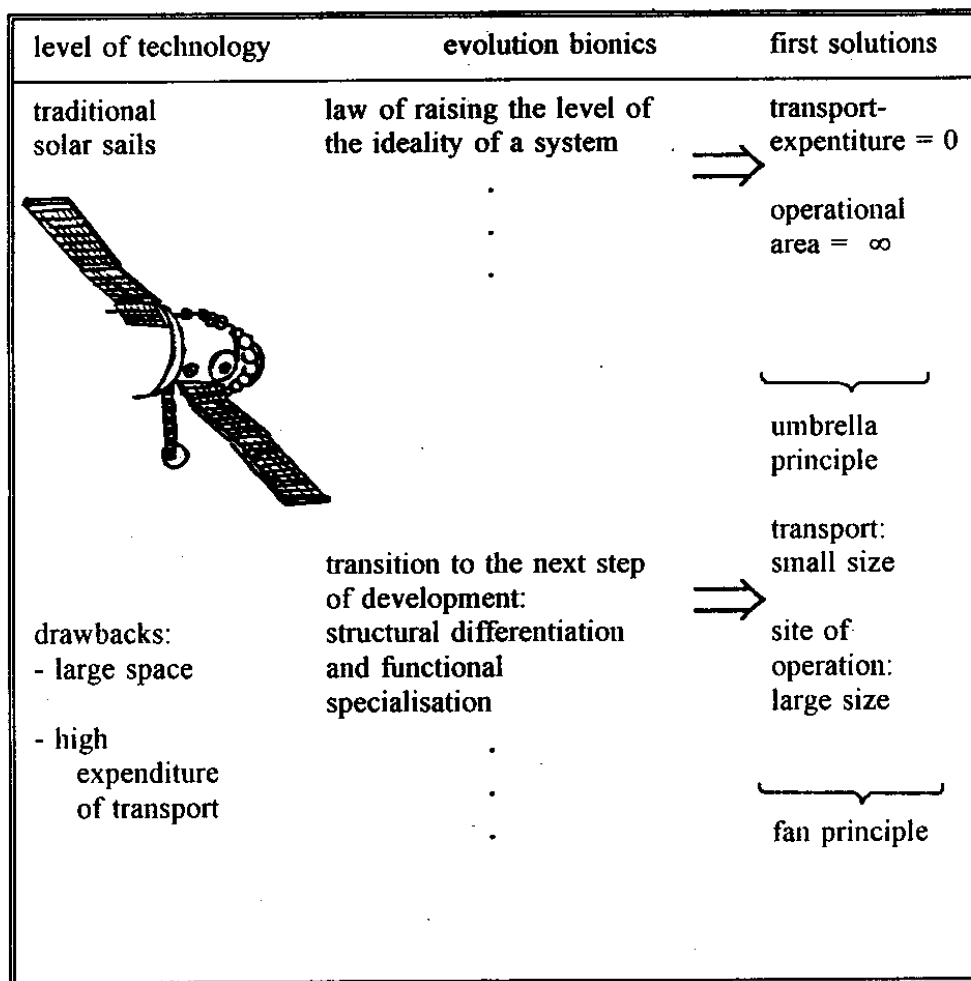 level of technology
evolution bionics
first solutions
traditional
solar sails
law of raising the level of
the ideality of a system
.
.
.
transport-
expentiture = 0
operational
area = ∞
umbrella
principle
drawbacks:
- large space
- high
expenditure
of transport
transition to the next step
of development:
structural differentiation
and functional
specialisation
.
.
.
transport:
small size
site of
operation:
large size
fan principle